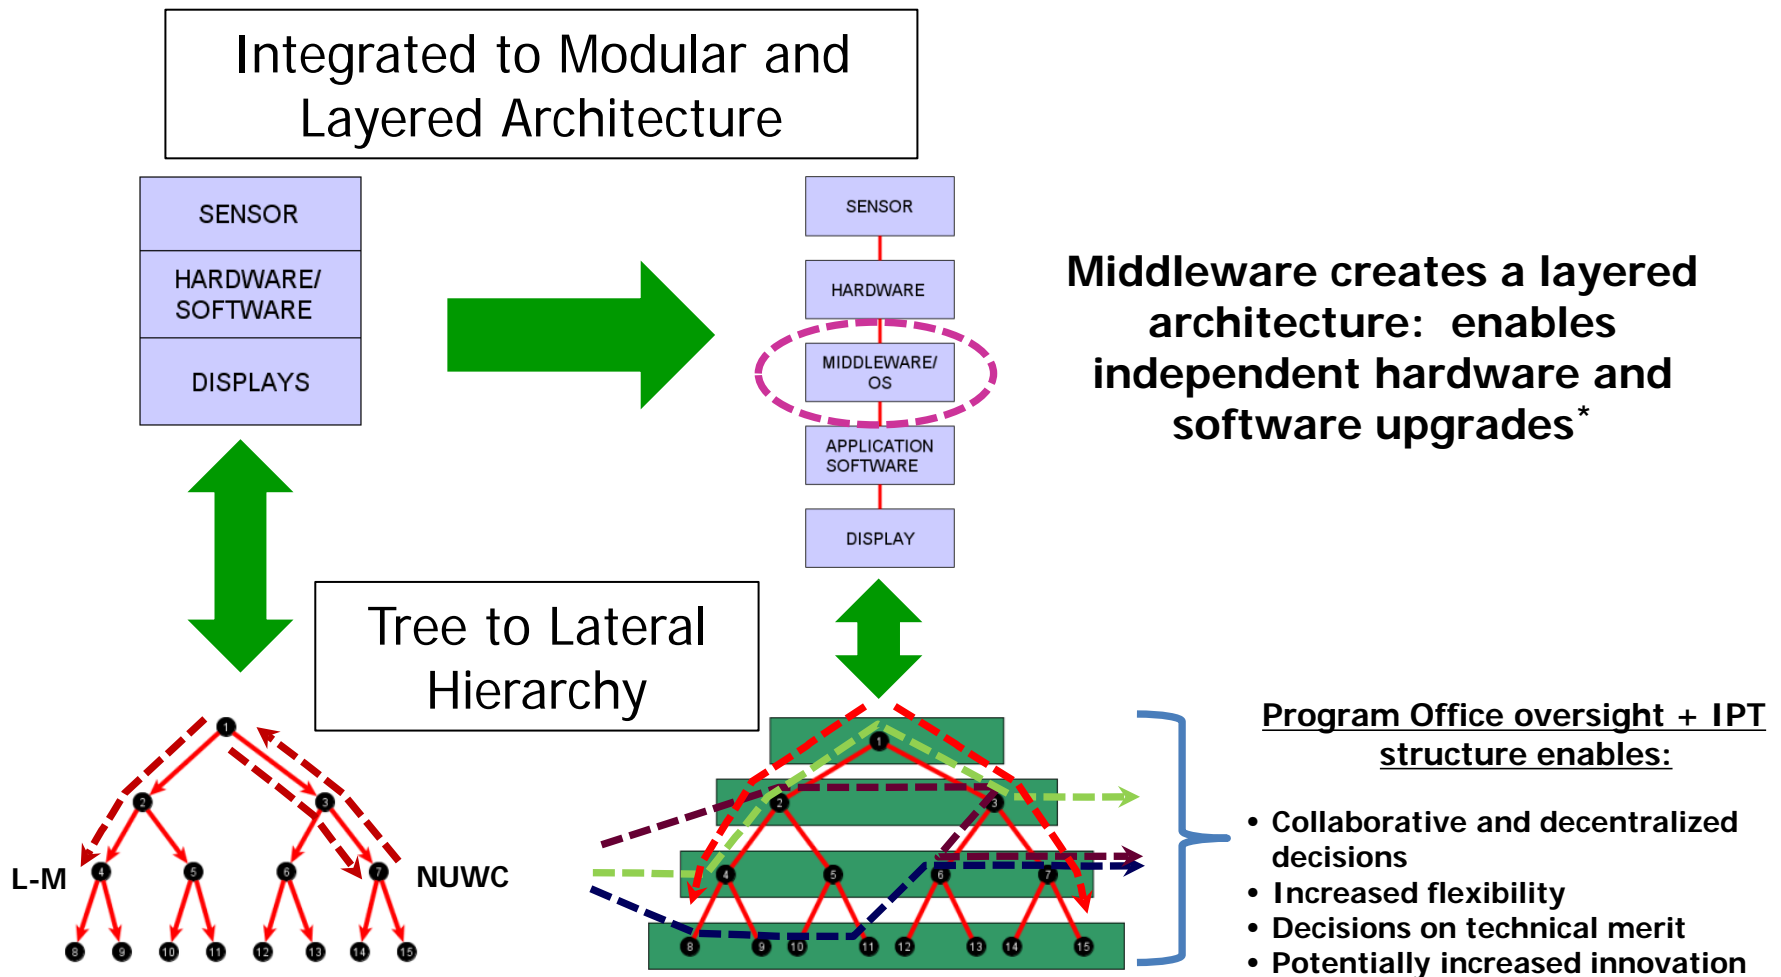 Integrated to Modular and
Layered Architecture
SENSOR
HARDWARE/
SOFTWARE
DISPLAYS
SENSOR
HARDWARE
MIDDLEWARE/
OS
APPLICATION
SOFTWARE
DISPLAY
Middleware creates a layered
architecture: enables
independent hardware and
software upgrades*
Tree to Lateral
Hierarchy
1
2
3
L-M
4
5
6
7
NUWC
8
9
10
11
12
13
14
15
1
2
3
4
5
6
7
8
9
10
11
12
13
14
15
Program Office oversight + IPT
structure enables:
• Collaborative and decentralized
decisions
• Increased flexibility
• Decisions on technical merit
• Potentially increased innovation